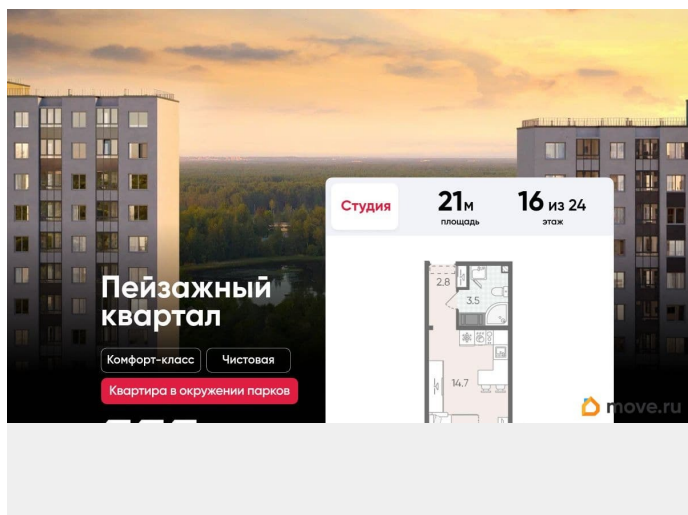 Студия
21м
площадь
16 из 24
этаж
2.8
3.5
14.7
Пейзажный
квартал
Комфорт-класс
Чистовая
Квартира в окружении парков
move.ru